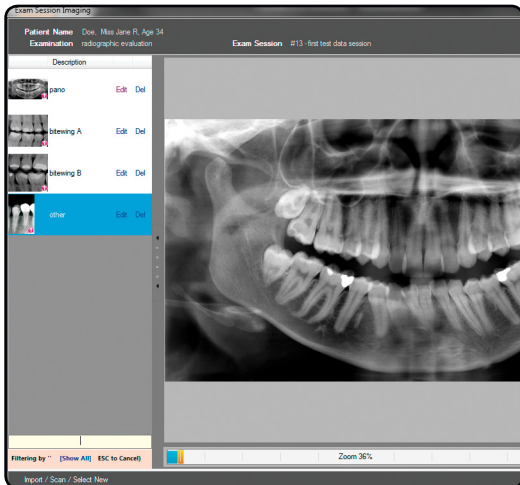 Exam Session Imaging
Patient Name Doe, Miss Jane R, Age 34
Examination radiographic evaluation Exam Session #13 - first test data session
Description
pano Edit Del
bitewing A Edit Del
bitewing B Edit Del
other Edit Del
Filtering by '' [Show All] ESC to Cancel)
Zoom 36%
Import / Scan / Select New